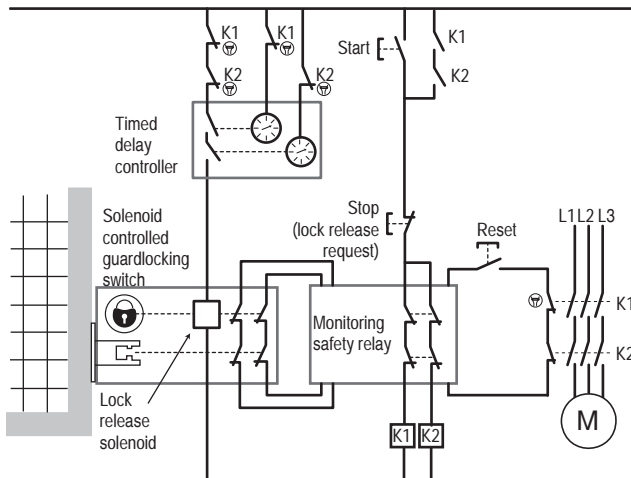 K1
K1
K2
K2
Timed
delay
controller
Start
K1
K2
Solenoid
controlled
guardlocking
switch
Stop
(lock release
request)
Reset
L1 L2 L3
Monitoring
safety relay
K1
K2
Lock
release
solenoid
K1
K2
M